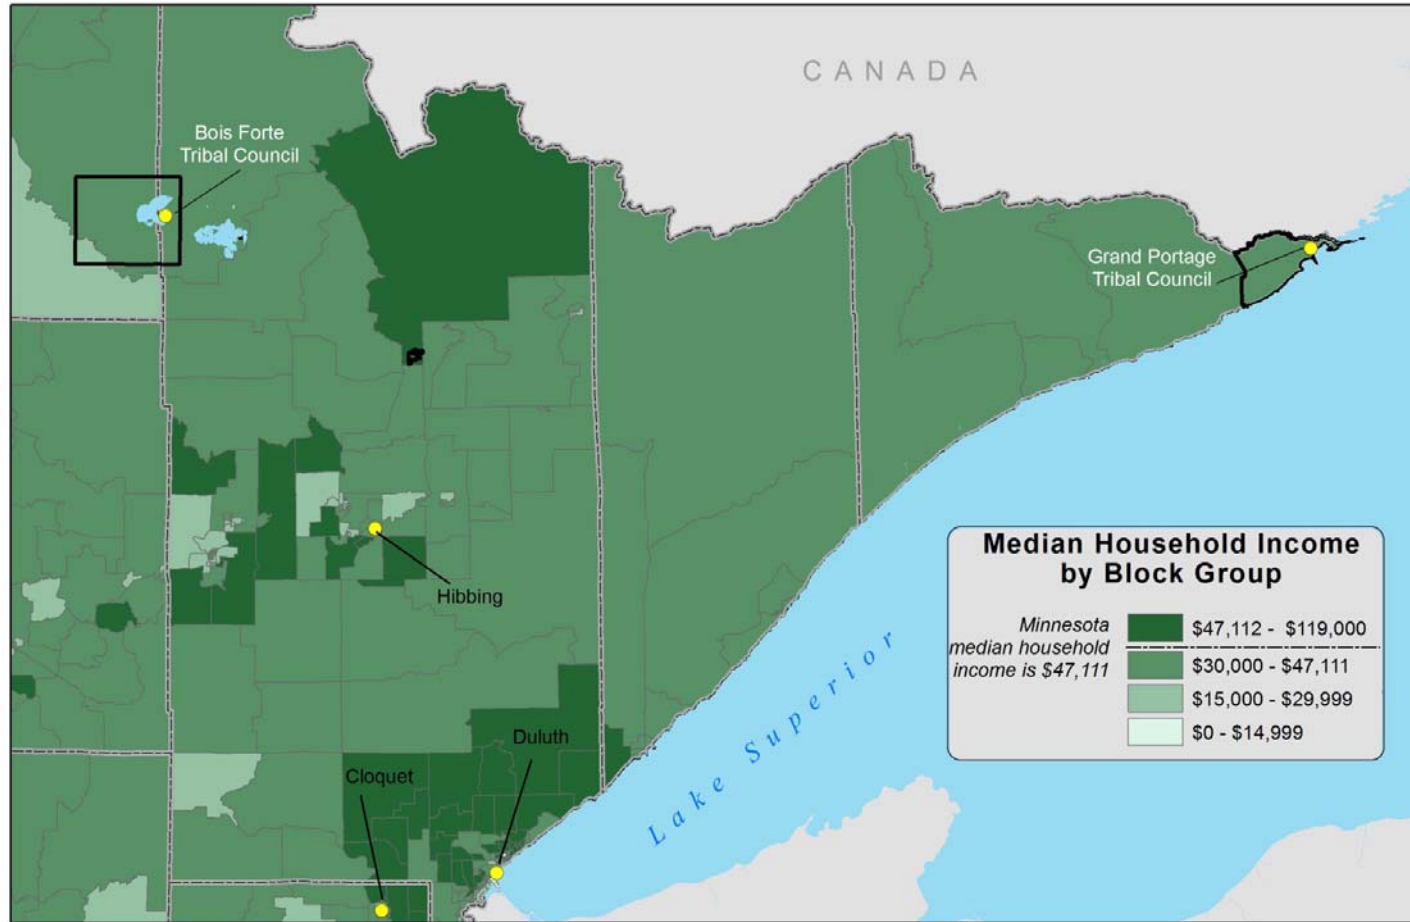 CANADA
Bois Forte
Tribal Council
Grand Portage
Tribal Council
Hibbing
Median Household Income
by Block Group
Minnesota
median household
income is $47,111
$47,112 - $119,000
$30,000 - $47,111
$15,000 - $29,999
$0 - $14,999
Duluth
Cloquet
Lake Superior